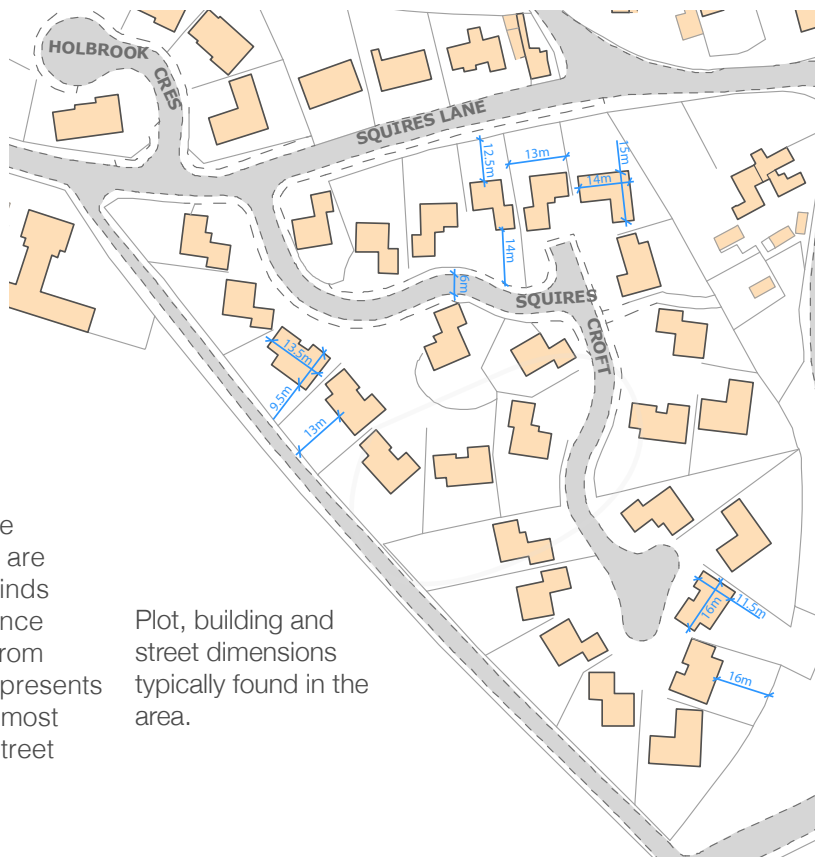 HOLBROOK
CRES
SQUIRES LANE
12.5m
13m
15m
14m
14m
6m
SQUIRES
CROFT
13.5m
9.5m
13m
11.5m
16m
16m
e
are
inds
nce
rom
presents
most
treet
Plot, building and
street dimensions
typically found in the
area.